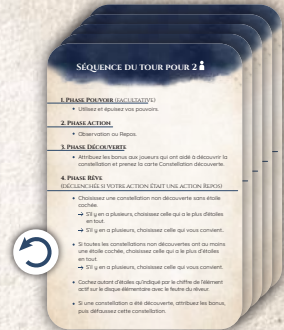 Séquence du tour pour 2
1. Phase Pouvoir (facultative)
• Utilisez et épuisez vos pouvoirs.
2. Phase Action
• Observation ou Repos.
3. Phase Découverte
• Attribuez les bonus aux joueurs qui ont aidé à découvrir la
constellation et prenez la carte Constellation découverte.
4. Phase Rêve
(déclenchée si votre action était une action Repos)
• Choisissez une constellation non découverte sans étoile
cochée.
→ S'il y en a plusieurs, choisissez celle qui a le plus d'étoiles
en tout.
→ S'il y en a plusieurs, choisissez celle qui vous convient.
• Si toutes les constellations non découvertes ont au moins
une étoile cochée, choisissez celle qui a le plus d'étoiles
en tout.
→ S'il y en a plusieurs, choisissez celle qui vous convient.
• Cochez autant d'étoiles qu'indiqué par le chiffre de l'élément
actif sur le disque élémentaire avec le feutre du rêveur.
• Si une constellation a été découverte, attribuez les bonus,
puis défaussez cette constellation.